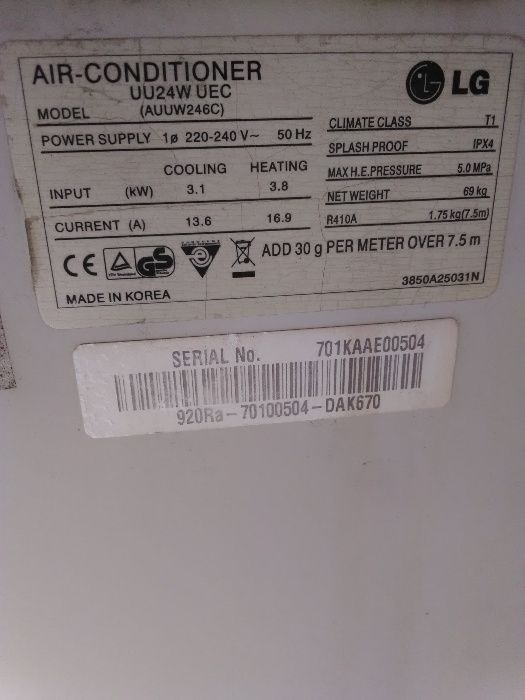 AIR-CONDITIONER
LG
UU24W UEC
MODEL (AUUW246C)
POWER SUPPLY 1ø 220-240 V~ 50 Hz
COOLING HEATING
INPUT (kW) 3.1 3.8
CURRENT (A) 13.6 16.9
CLIMATE CLASS T1
SPLASH PROOF IPX4
MAX H.E.PRESSURE 5.0 MPa
NET WEIGHT 69 kg
R410A 1.75 kg(7.5m)
CE GS
ADD 30 g PER METER OVER 7.5 m
MADE IN KOREA
3850A25031N
SERIAL No. 701KAAE00504
920Ra-70100504-DAK670